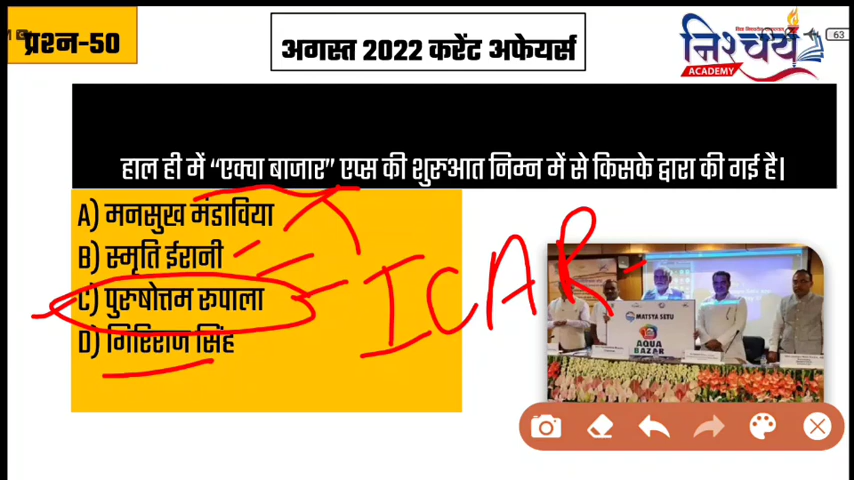 प्रश्न-50
अगस्त 2022 करेंट अफेयर्स
निश्चय
ACADEMY
63
हाल ही में “एक्वा बाजार” एप्स की शुरुआत निम्न में से किसके द्वारा की गई है।
A) मनसुख मंडाविया
B) स्मृति ईरानी
C) पुरुषोत्तम रूपाला
D) गिरिराज सिंह
ICAR
MATSYA SETU
AQUA
BAZAR